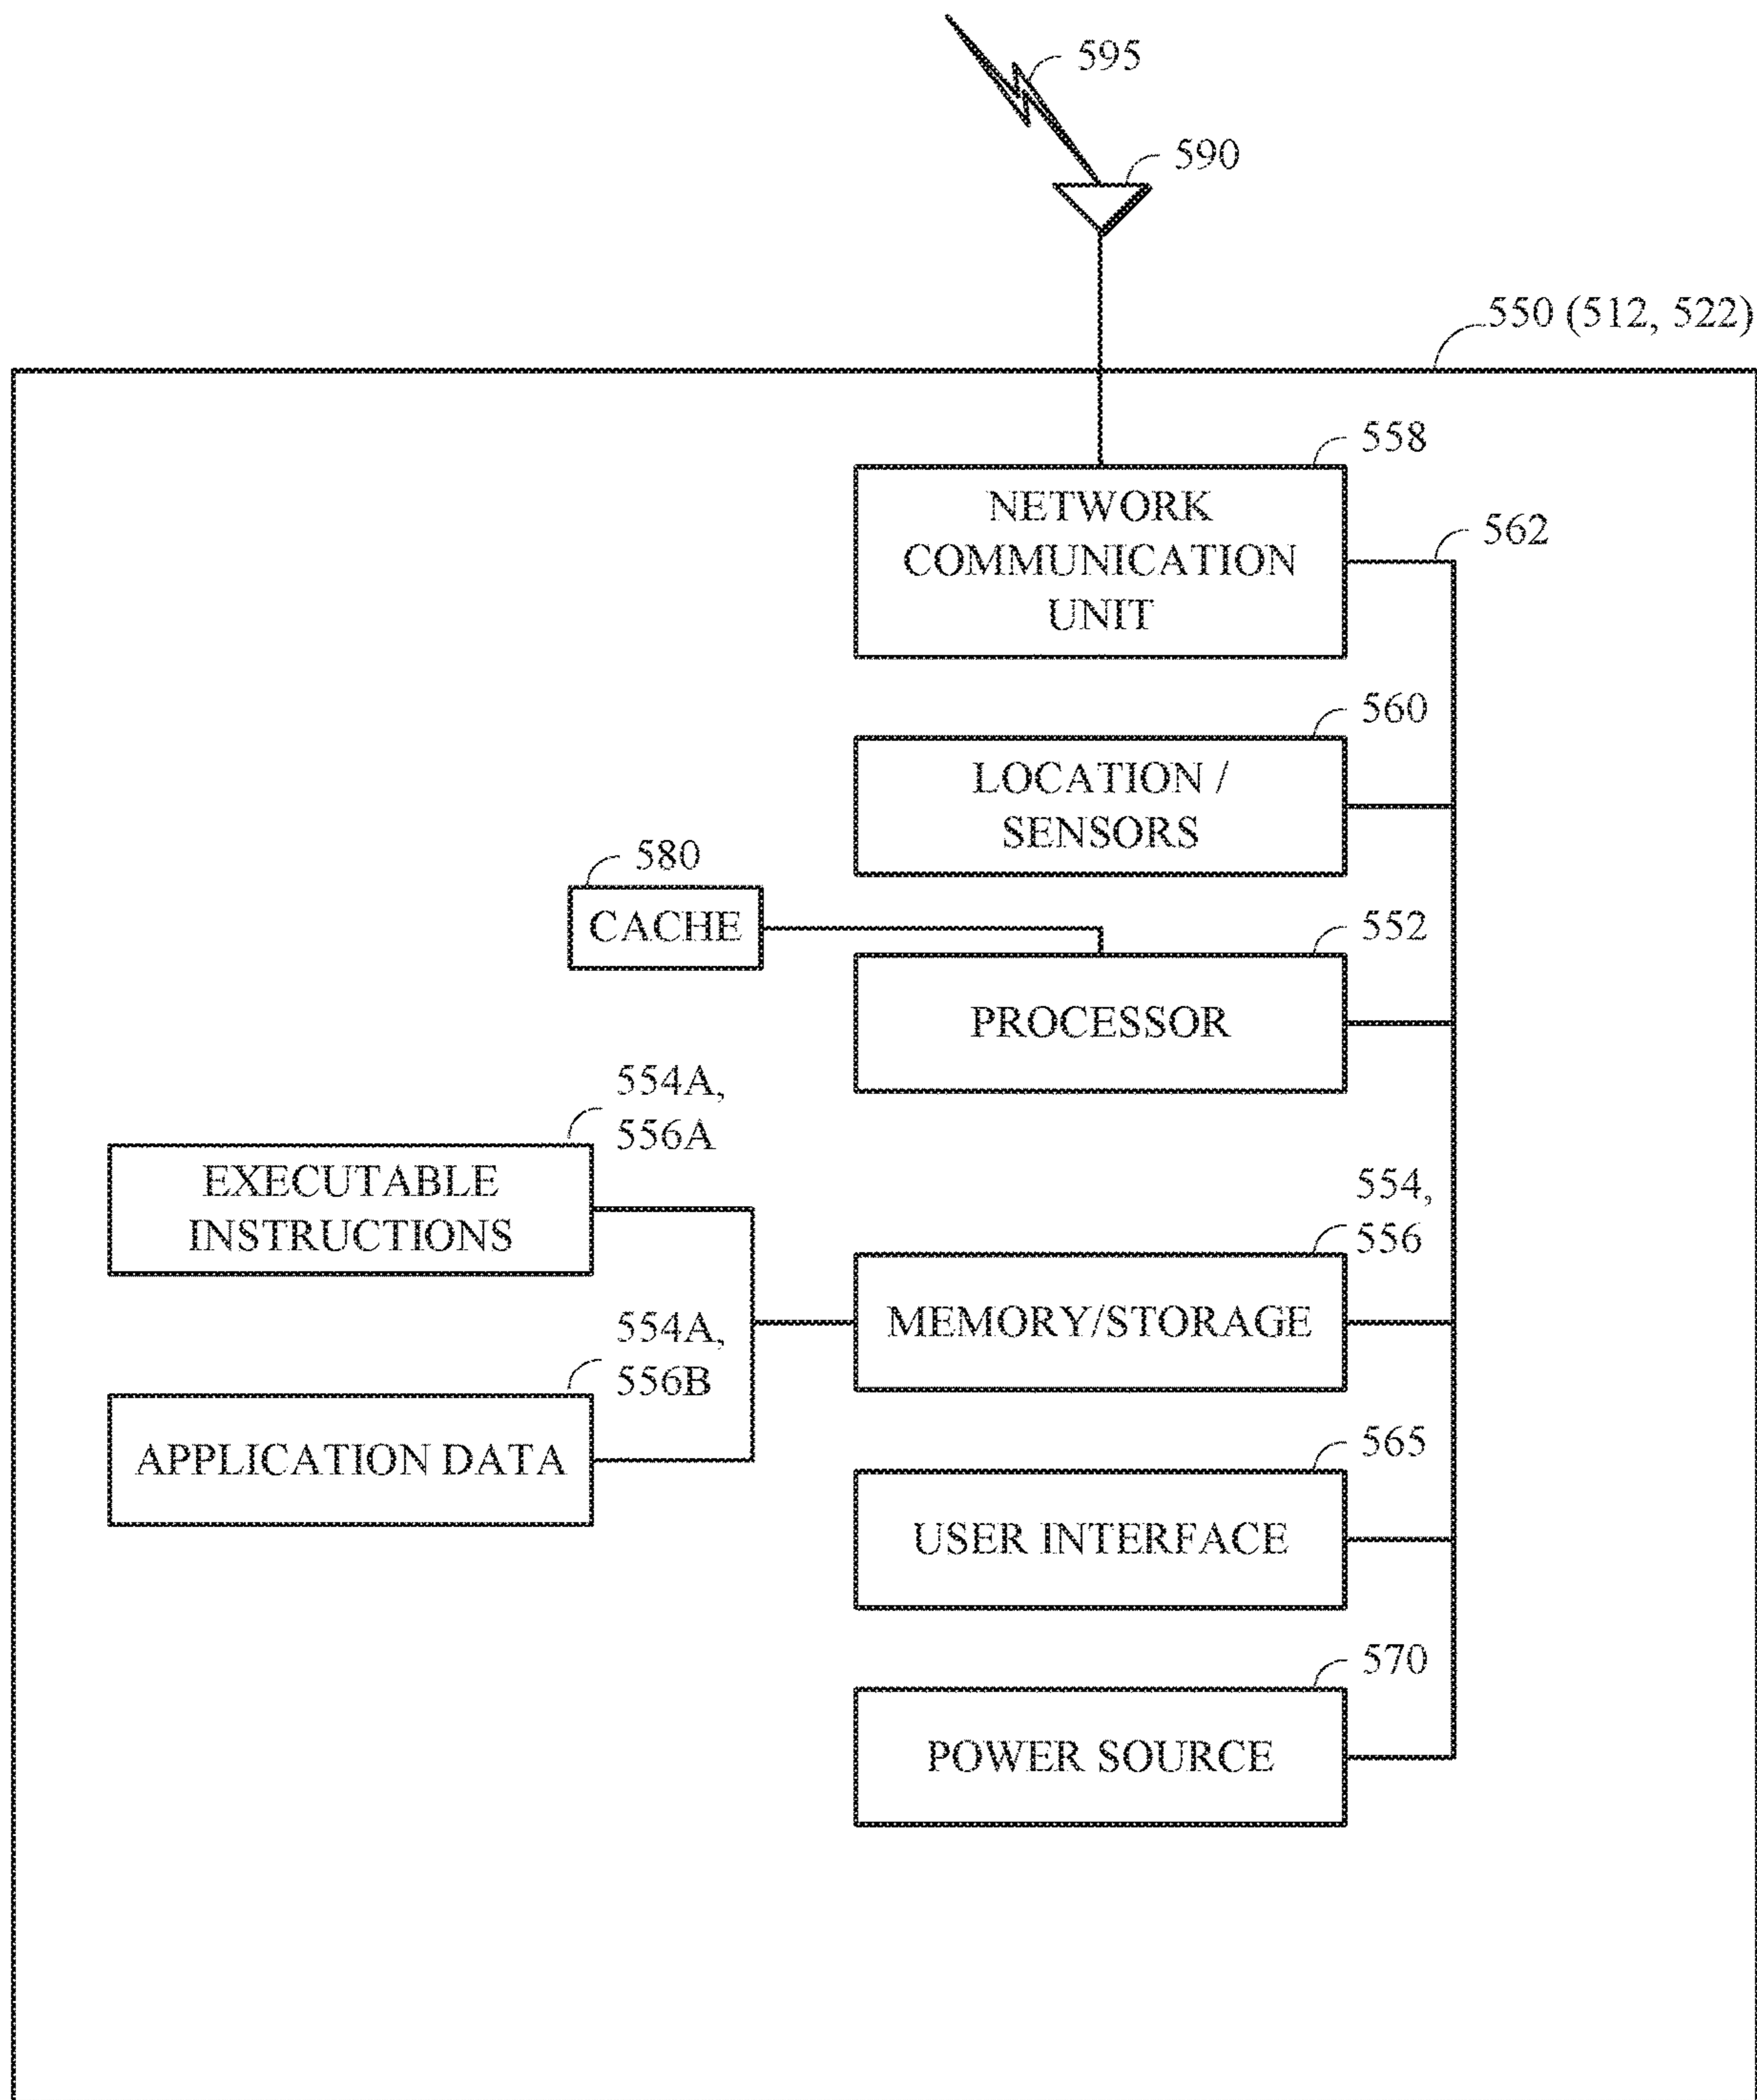 595
590
550 (512, 522)
558
NETWORK
COMMUNICATION
UNIT
562
560
LOCATION /
SENSORS
580
CACHE
552
PROCESSOR
554A,
556A
EXECUTABLE
INSTRUCTIONS
554,
556
MEMORY/STORAGE
554A,
556B
APPLICATION DATA
565
USER INTERFACE
570
POWER SOURCE